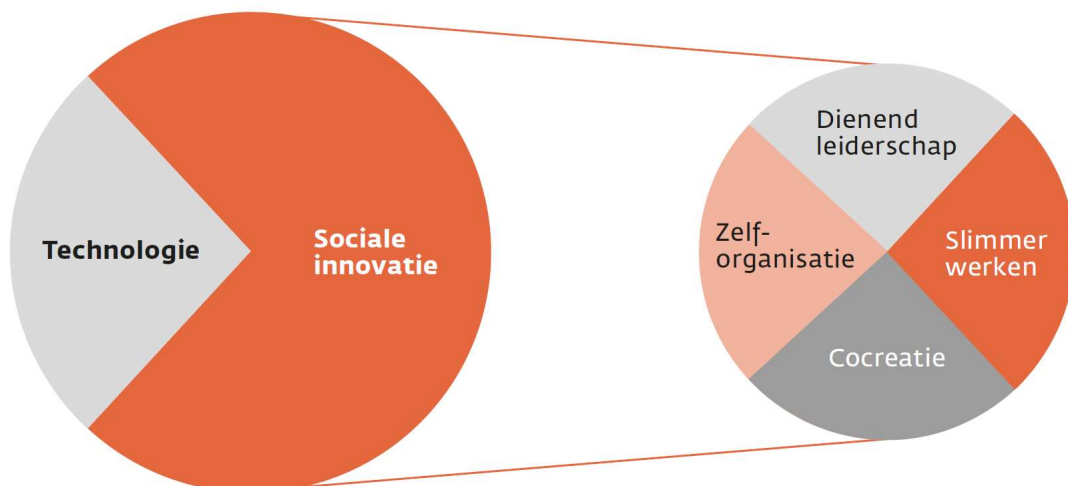 Technologie
Sociale
innovatie
Dienend
leiderschap
Zelf-
organisatie
Slimmer
werken
Cocreatie